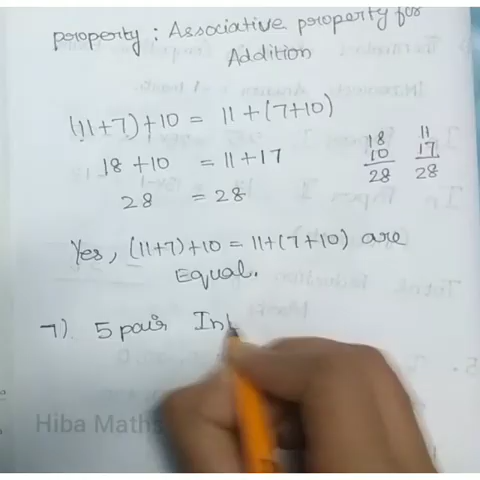 property : Associative property for
Addition
(11+7)+10 = 11+(7+10)
18+10 = 11+17
28 = 28
18
10
28
11
17
28
Yes, (11+7)+10 = 11+(7+10) are
Equal.
7). 5 pair
Hiba Maths